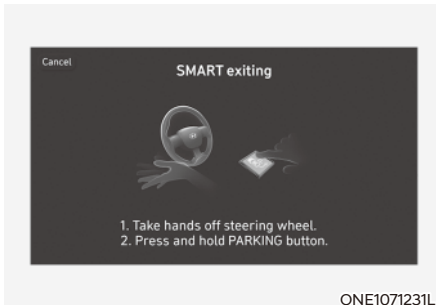 Cancel
SMART exiting
1. Take hands off steering wheel.
2. Press and hold PARKING button.
ONE1071231L